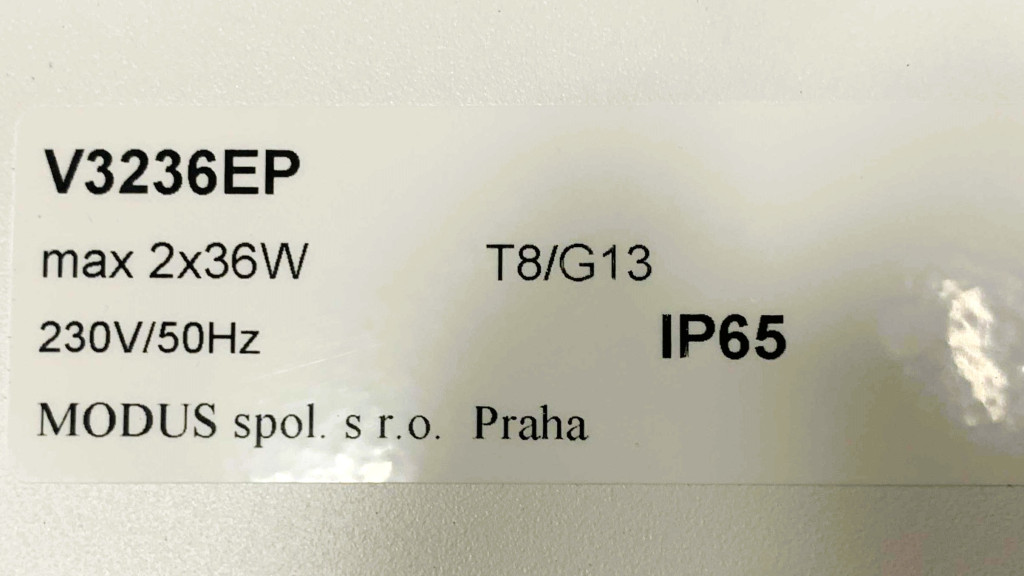 V3236EP
max 2x36W T8/G13
230V/50Hz IP65
MODUS spol. s r.o. Praha